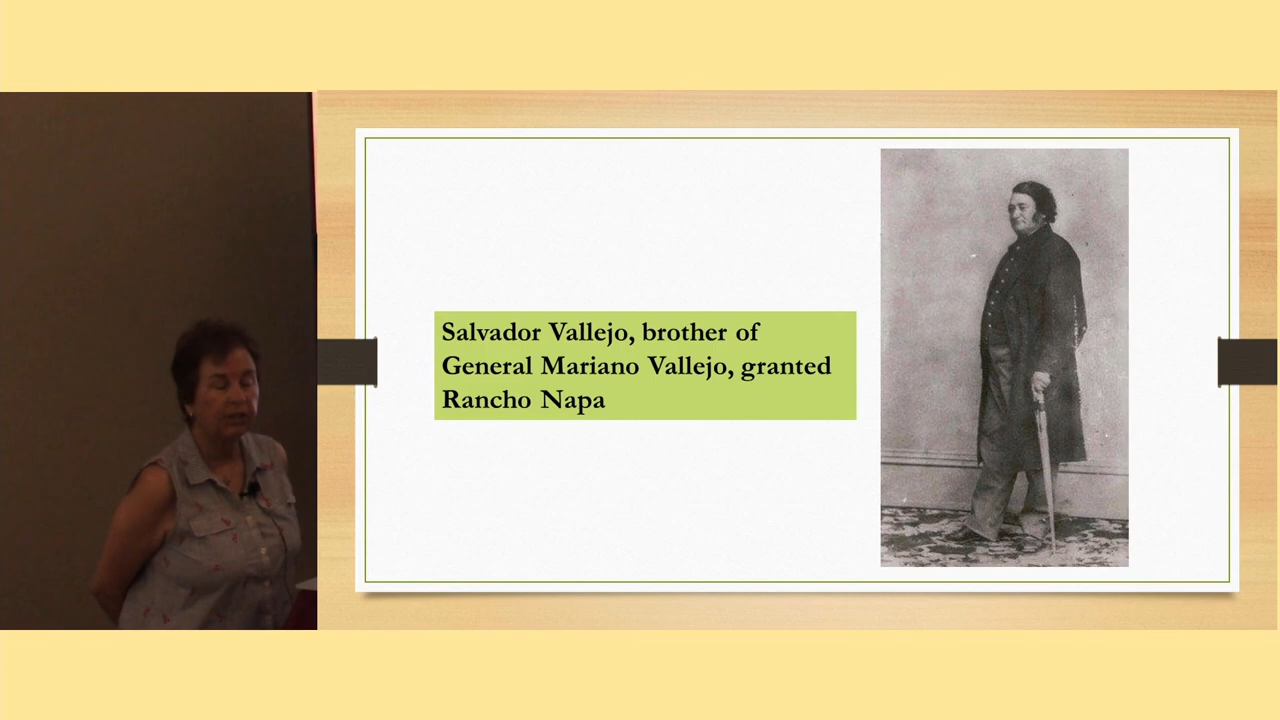 Salvador Vallejo, brother of
General Mariano Vallejo, granted
Rancho Napa